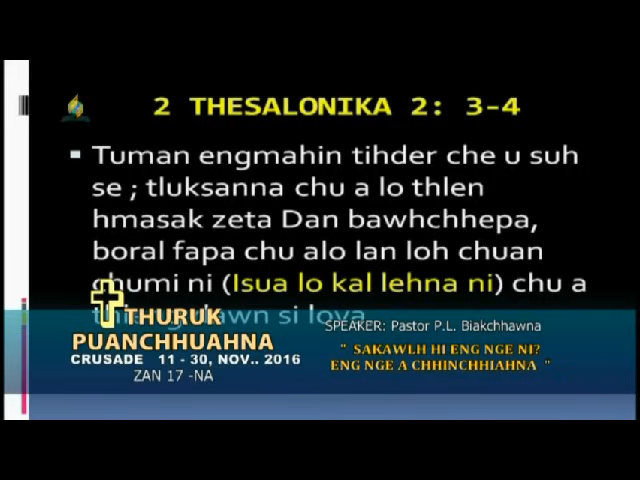 2 THESALONIKA 2: 3-4
Tuman engmahin tihder che u suh
se ; tluksanna chu a lo thlen
hmasak zeta Dan bawhchhepa,
boral fapa chu alo lan loh chuan
chumi ni (Isua lo kal lehna ni) chu a
si lova
THURUK
PUANCHHUAHNA
CRUSADE 11 - 30, NOV.. 2016
ZAN 17 -NA
SPEAKER: Pastor P.L. Biakchhawna
" SAKAWLH HI ENG NGE NI?
ENG NGE A CHHINCHHIAHNA "